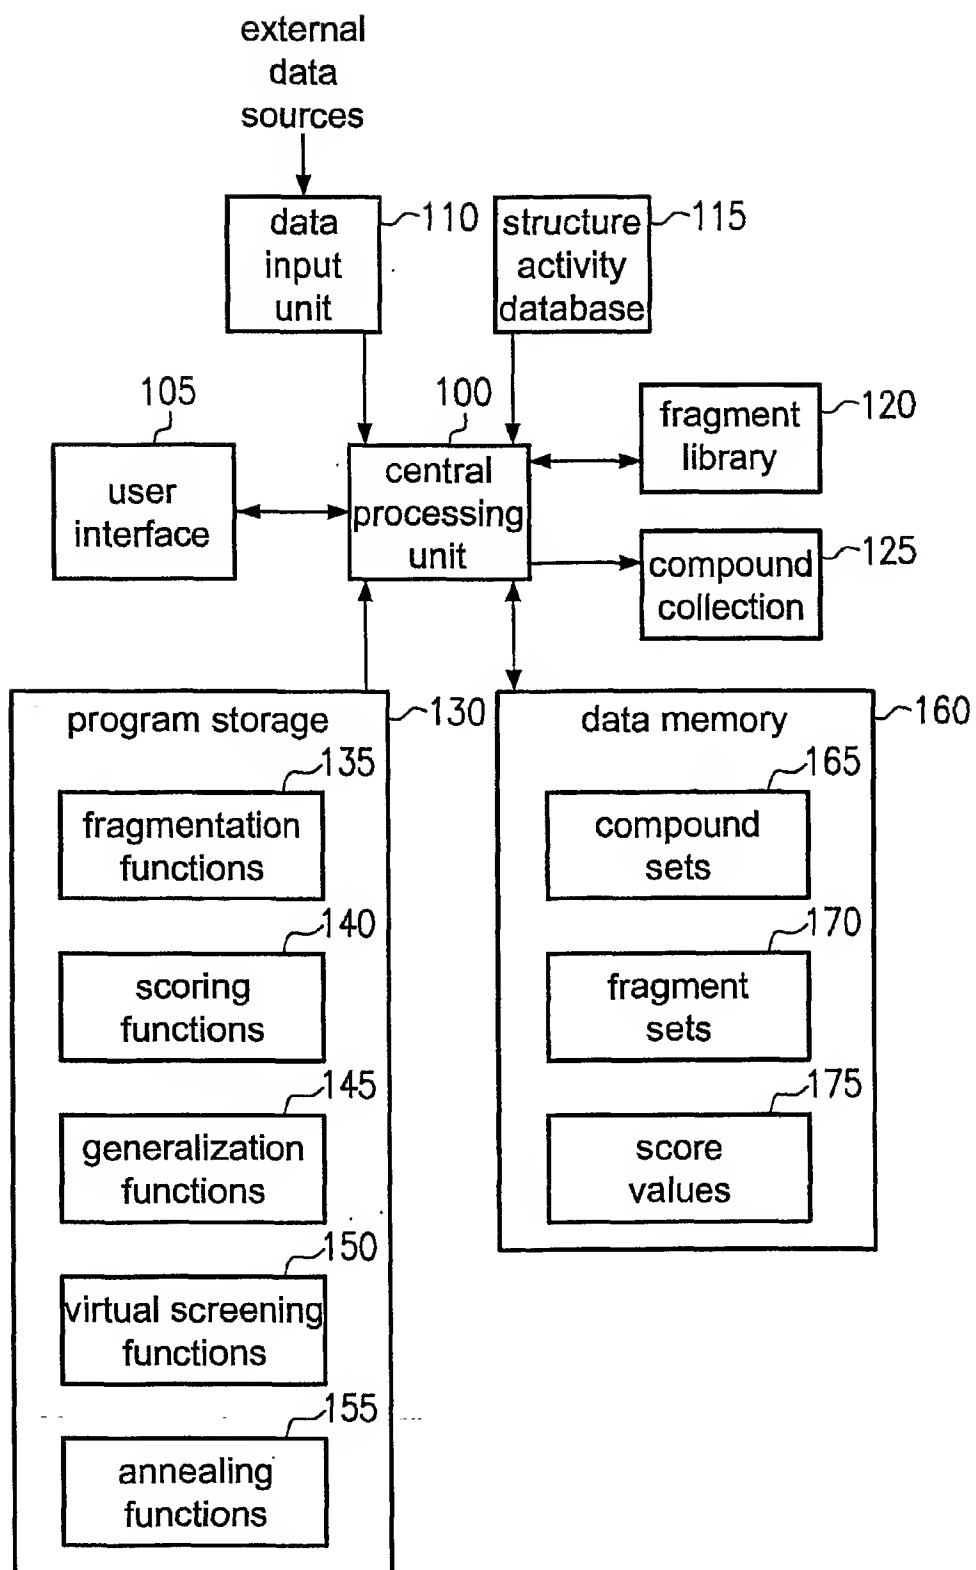 external
data
sources
data
input
unit
110
structure
activity
database
115
105
user
interface
100
central
processing
unit
fragment
library
120
compound
collection
125
program storage
130
135
fragmentation
functions
140
scoring
functions
145
generalization
functions
150
virtual screening
functions
155
annealing
functions
data memory
160
165
compound
sets
170
fragment
sets
175
score
values